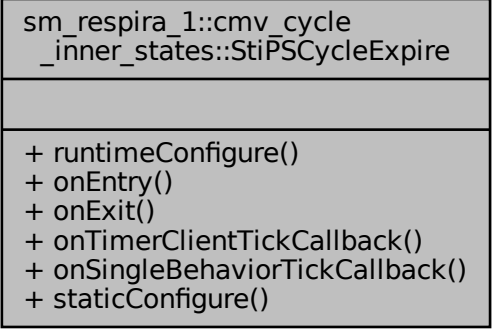 sm_respira_1::cmv_cycle
_inner_states::StiPSCycleExpire
+ runtimeConfigure()
+ onEntry()
+ onExit()
+ onTimerClientTickCallback()
+ onSingleBehaviorTickCallback()
+ staticConfigure()